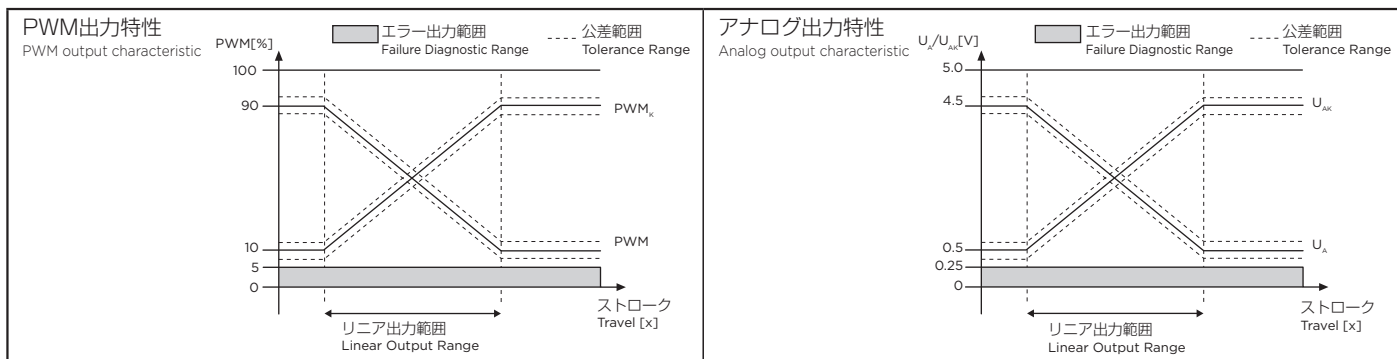 PWM出力特性
PWM output characteristic
PWM[%]
エラー出力範囲
Failure Diagnostic Range
公差範囲
Tolerance Range
100
90
10
5
0
PWMK
PWM
ストローク
Travel [x]
リニア出力範囲
Linear Output Range
アナログ出力特性
Analog output characteristic
UA/UAK[V]
エラー出力範囲
Failure Diagnostic Range
公差範囲
Tolerance Range
5.0
4.5
0.5
0.25
0
UAK
UA
ストローク
Travel [x]
リニア出力範囲
Linear Output Range